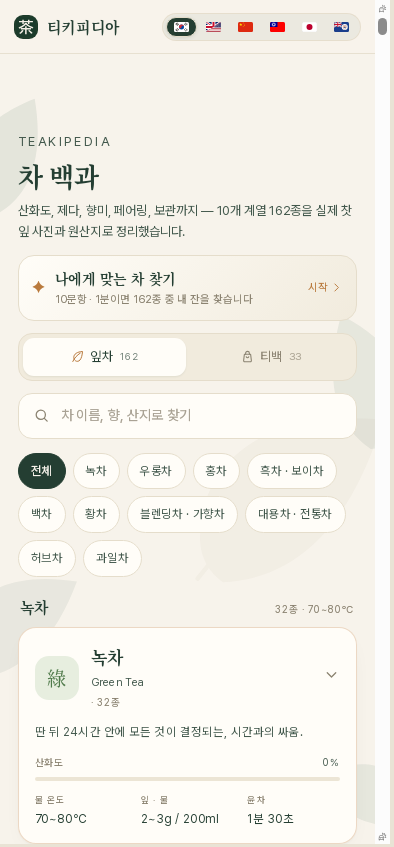 茶 티키피디아
TEAKIPEDIA
차 백과
산화도, 제다, 향미, 페어링, 보관까지 — 10개 계열 162종을 실제 찻
잎 사진과 원산지로 정리했습니다.
나에게 맞는 차 찾기
10문항 · 1분이면 162종 중 내 잔을 찾습니다
시작
잎차 162
티백 33
차 이름, 향, 산지로 찾기
전체 녹차 우롱차 홍차 흑차 · 보이차
백차 황차 블렌딩차 · 가향차 대용차 · 전통차
허브차 과일차
녹차 32종 · 70~80℃
綠
녹차
Green Tea
· 32종
딴 뒤 24시간 안에 모든 것이 결정되는, 시간과의 싸움.
산화도 0%
물 온도 잎 · 물 윤차
70~80℃ 2~3g / 200ml 1분 30초